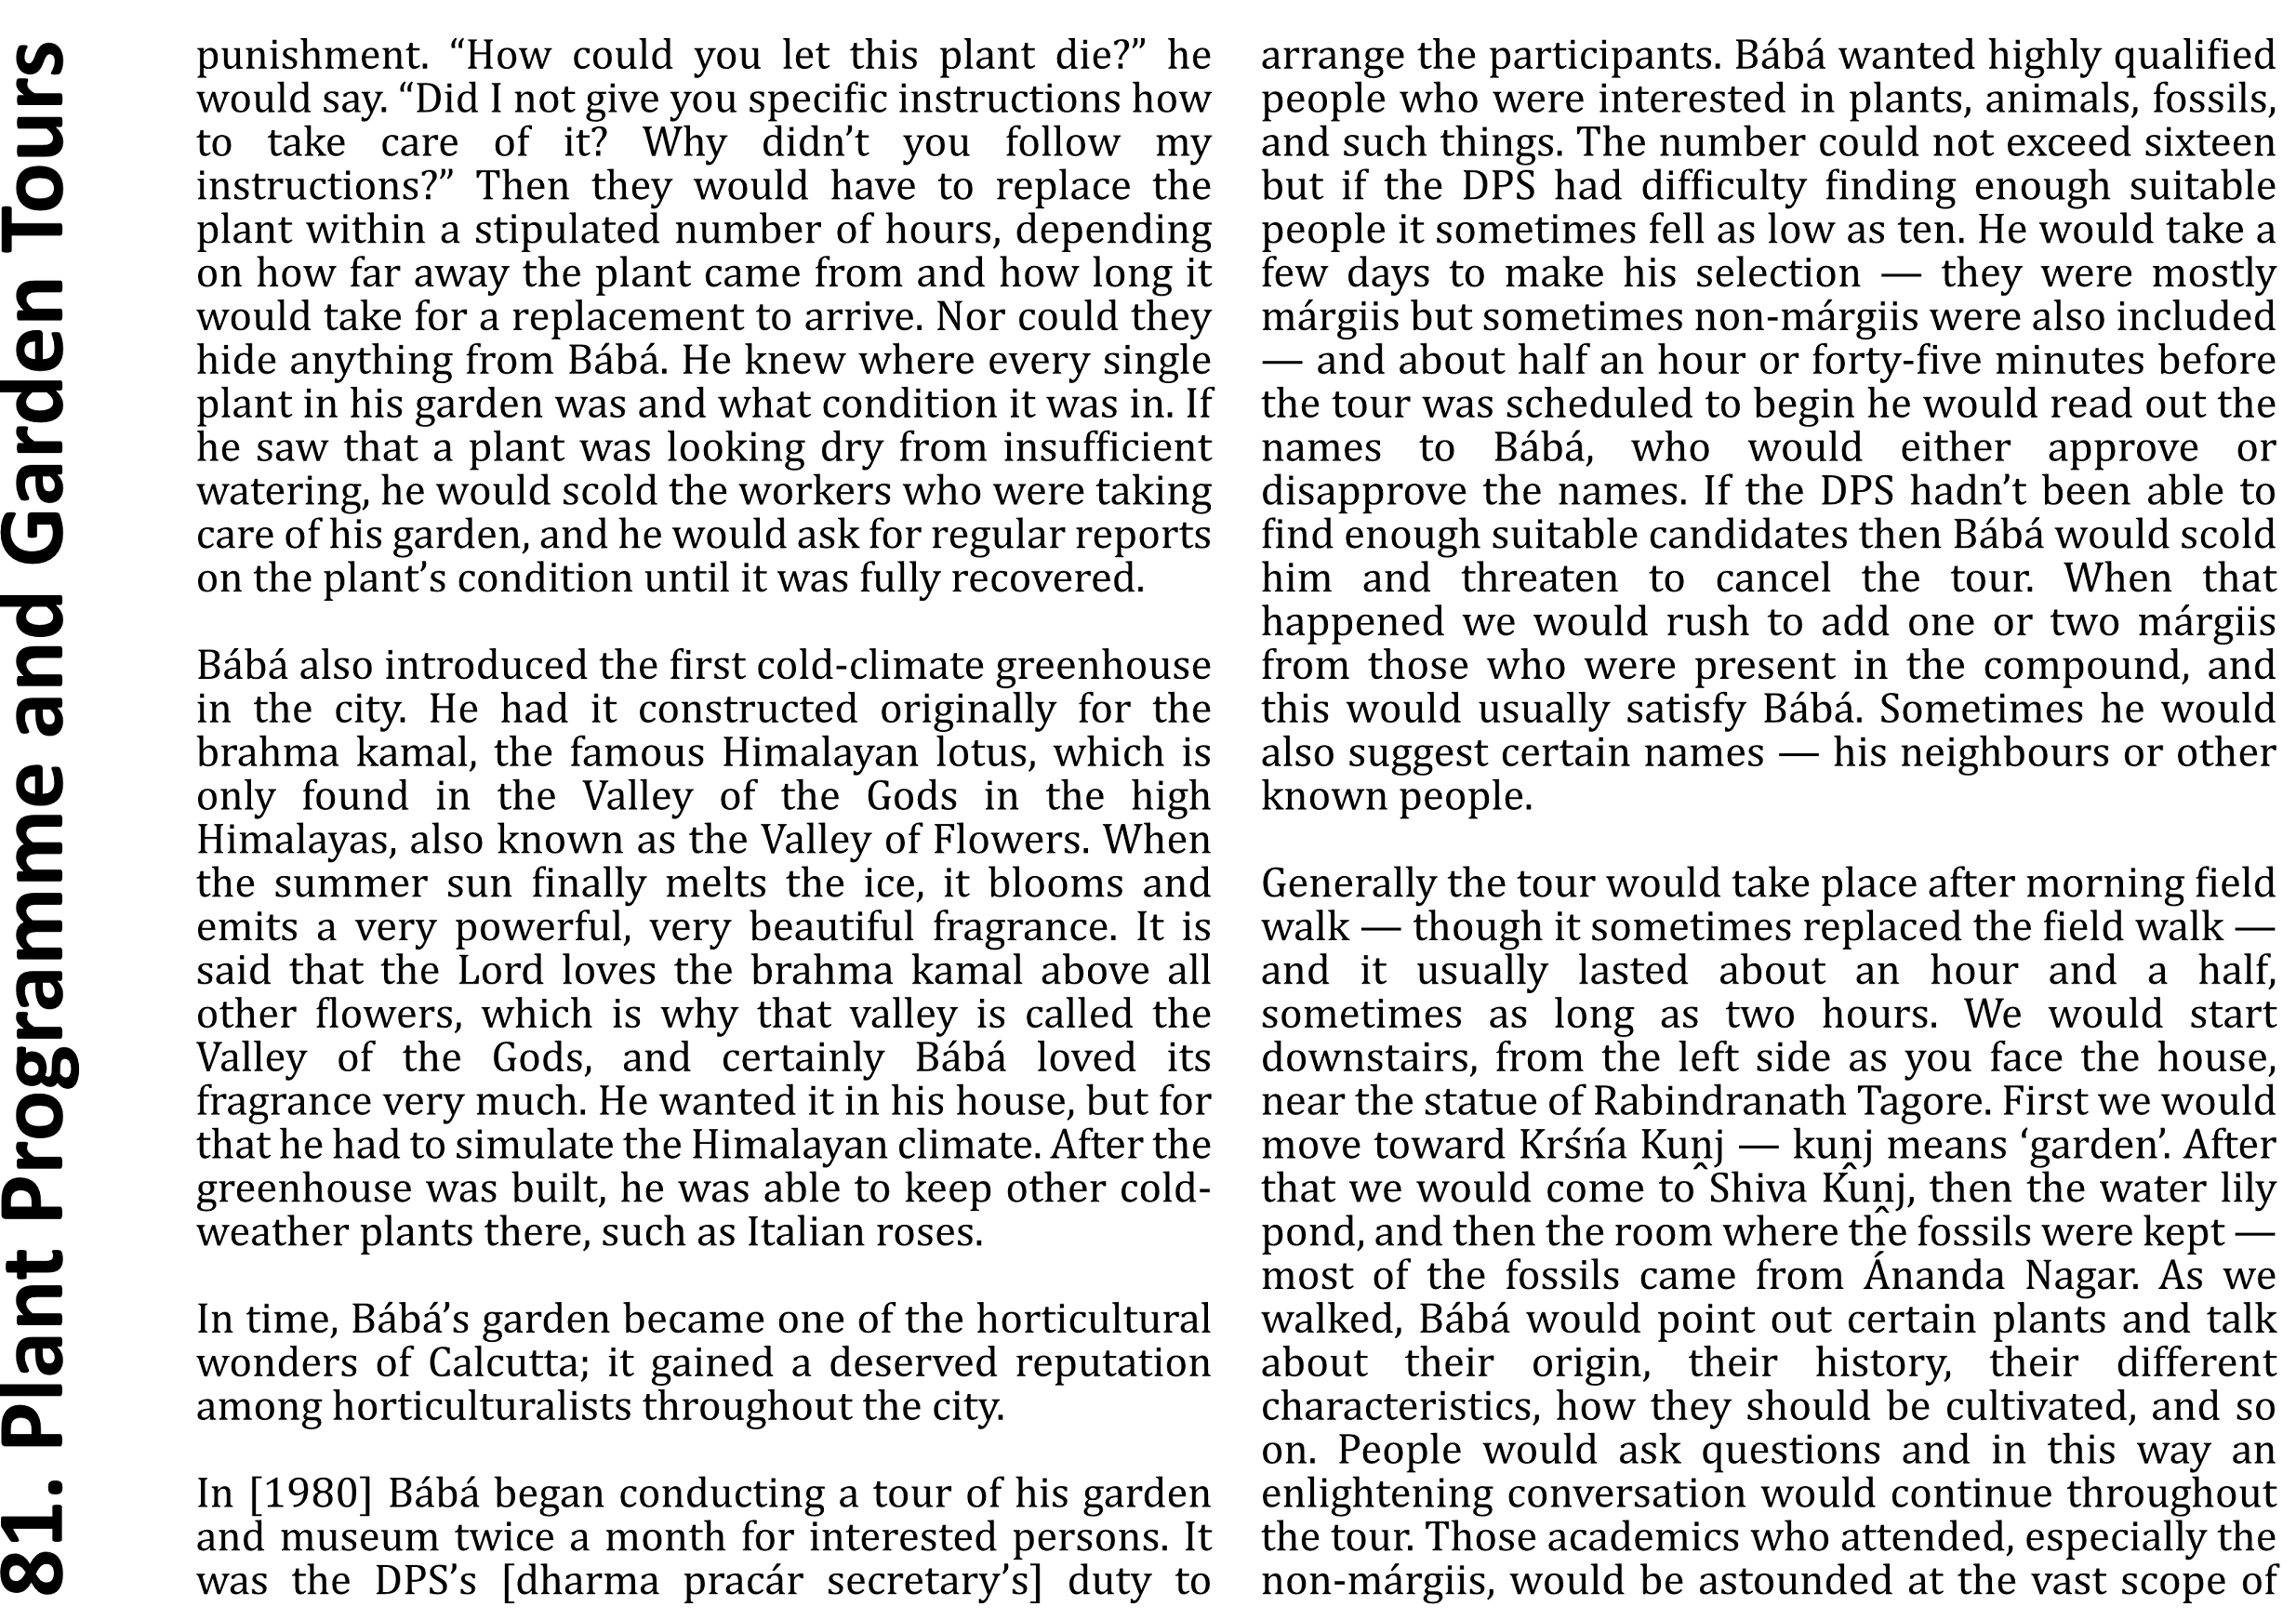 81. Plant Programme and Garden Tours
punishment. “How could you let this plant die?” he
would say. “Did I not give you specific instructions how
to take care of it? Why didn’t you follow my
instructions?” Then they would have to replace the
plant within a stipulated number of hours, depending
on how far away the plant came from and how long it
would take for a replacement to arrive. Nor could they
hide anything from Bábá. He knew where every single
plant in his garden was and what condition it was in. If
he saw that a plant was looking dry from insufficient
watering, he would scold the workers who were taking
care of his garden, and he would ask for regular reports
on the plant’s condition until it was fully recovered.
Bábá also introduced the first cold-climate greenhouse
in the city. He had it constructed originally for the
brahma kamal, the famous Himalayan lotus, which is
only found in the Valley of the Gods in the high
Himalayas, also known as the Valley of Flowers. When
the summer sun finally melts the ice, it blooms and
emits a very powerful, very beautiful fragrance. It is
said that the Lord loves the brahma kamal above all
other flowers, which is why that valley is called the
Valley of the Gods, and certainly Bábá loved its
fragrance very much. He wanted it in his house, but for
that he had to simulate the Himalayan climate. After the
greenhouse was built, he was able to keep other cold-
weather plants there, such as Italian roses.
In time, Bábá’s garden became one of the horticultural
wonders of Calcutta; it gained a deserved reputation
among horticulturalists throughout the city.
In [1980] Bábá began conducting a tour of his garden
and museum twice a month for interested persons. It
was the DPS’s [dharma pracár secretary’s] duty to
arrange the participants. Bábá wanted highly qualified
people who were interested in plants, animals, fossils,
and such things. The number could not exceed sixteen
but if the DPS had difficulty finding enough suitable
people it sometimes fell as low as ten. He would take a
few days to make his selection — they were mostly
márgiis but sometimes non-márgiis were also included
— and about half an hour or forty-five minutes before
the tour was scheduled to begin he would read out the
names to Bábá, who would either approve or
disapprove the names. If the DPS hadn’t been able to
find enough suitable candidates then Bábá would scold
him and threaten to cancel the tour. When that
happened we would rush to add one or two márgiis
from those who were present in the compound, and
this would usually satisfy Bábá. Sometimes he would
also suggest certain names — his neighbours or other
known people.
Generally the tour would take place after morning field
walk — though it sometimes replaced the field walk —
and it usually lasted about an hour and a half,
sometimes as long as two hours. We would start
downstairs, from the left side as you face the house,
near the statue of Rabindranath Tagore. First we would
move toward Krśńa Kuṋj — kuṋj means ‘garden’. After
that we would come to Shiva Kuṋj, then the water lily
pond, and then the room where the fossils were kept —
most of the fossils came from Ánanda Nagar. As we
walked, Bábá would point out certain plants and talk
about their origin, their history, their different
characteristics, how they should be cultivated, and so
on. People would ask questions and in this way an
enlightening conversation would continue throughout
the tour. Those academics who attended, especially the
non-márgiis, would be astounded at the vast scope of